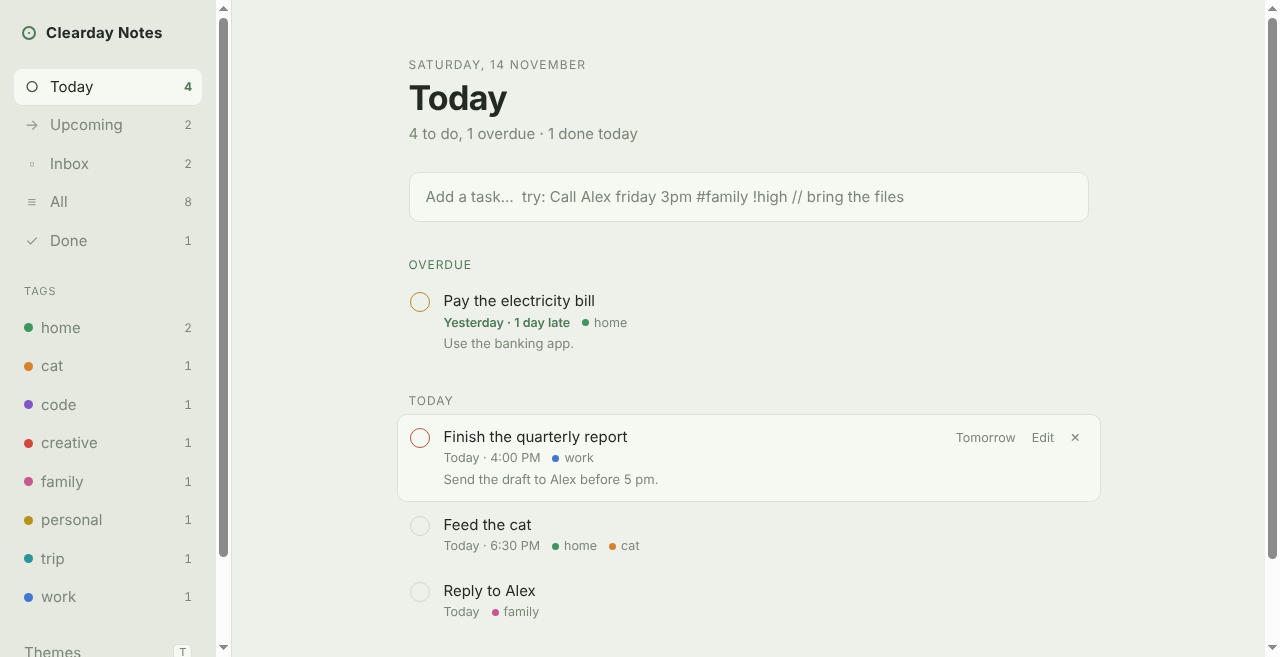 Clearday Notes
Today 4
Upcoming 2
Inbox 2
All 8
Done 1
TAGS
home 2
cat 1
code 1
creative 1
family 1
personal 1
trip 1
work 1
Themes T
SATURDAY, 14 NOVEMBER
Today
4 to do, 1 overdue · 1 done today
Add a task... try: Call Alex friday 3pm #family !high // bring the files
OVERDUE
Pay the electricity bill
Yesterday · 1 day late home
Use the banking app.
TODAY
Finish the quarterly report Tomorrow Edit ×
Today · 4:00 PM work
Send the draft to Alex before 5 pm.
Feed the cat
Today · 6:30 PM home cat
Reply to Alex
Today family